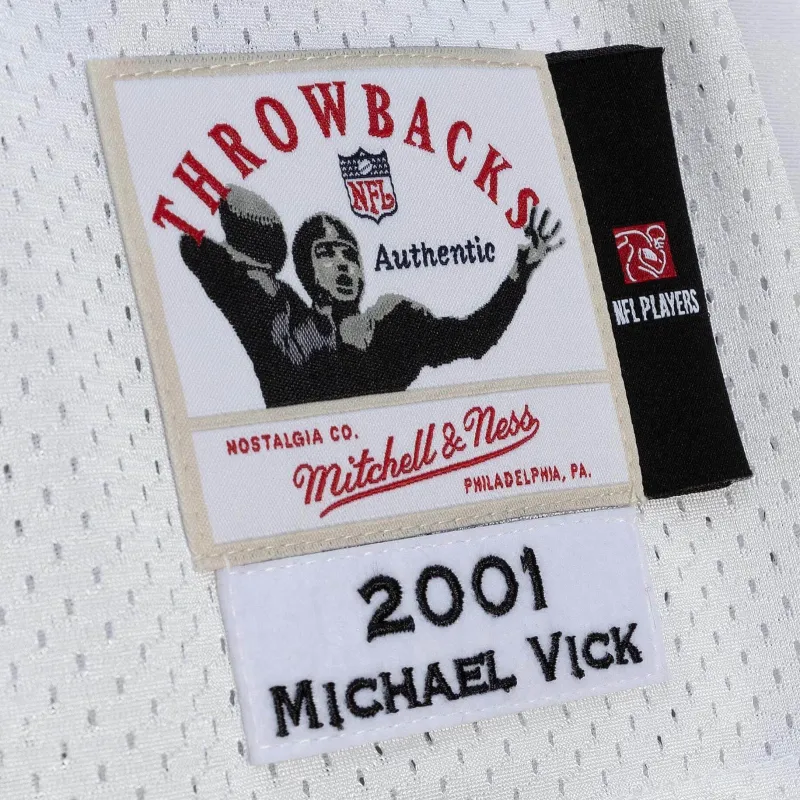 THROWBACKS
NFL
Authentic
NFL PLAYERS
NOSTALGIA CO.
Mitchell & Ness
PHILADELPHIA, PA.
2001
MICHAEL VICK